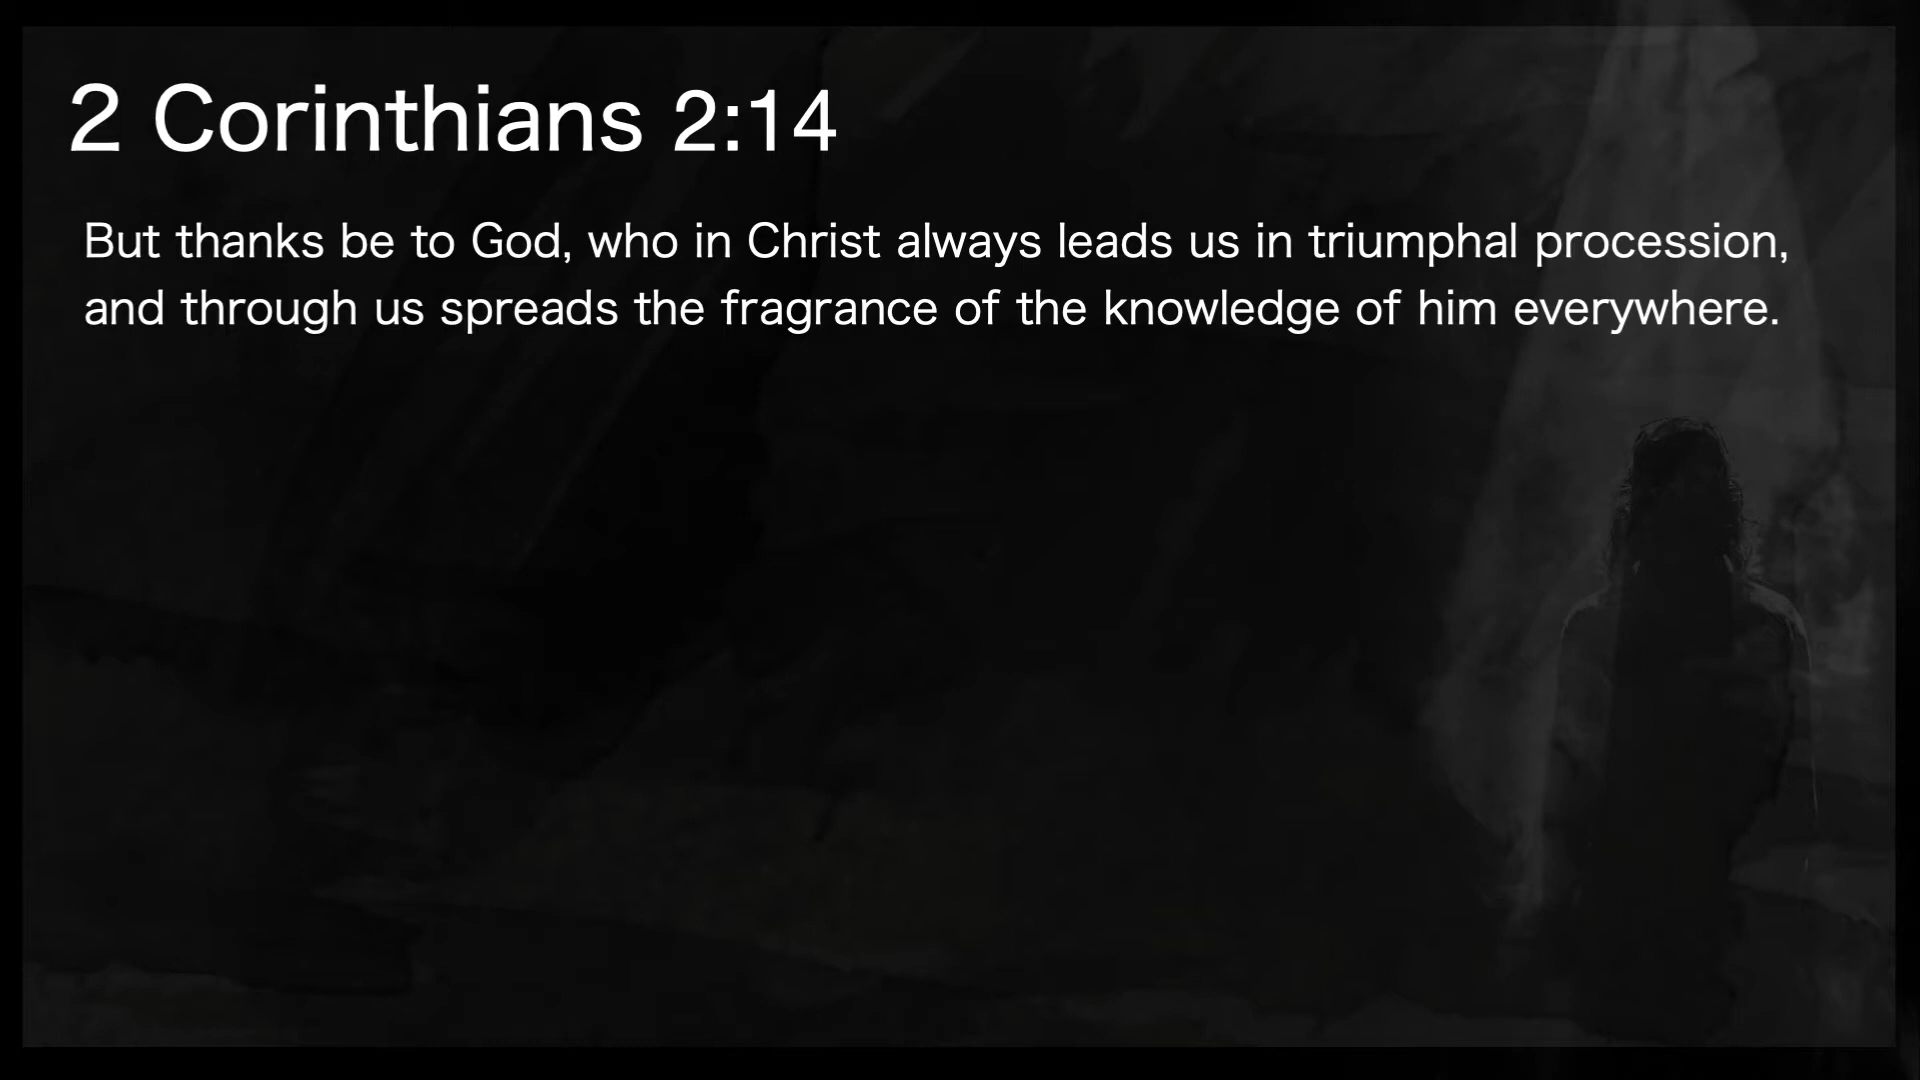 2 Corinthians 2:14
But thanks be to God, who in Christ always leads us in triumphal procession,
and through us spreads the fragrance of the knowledge of him everywhere.